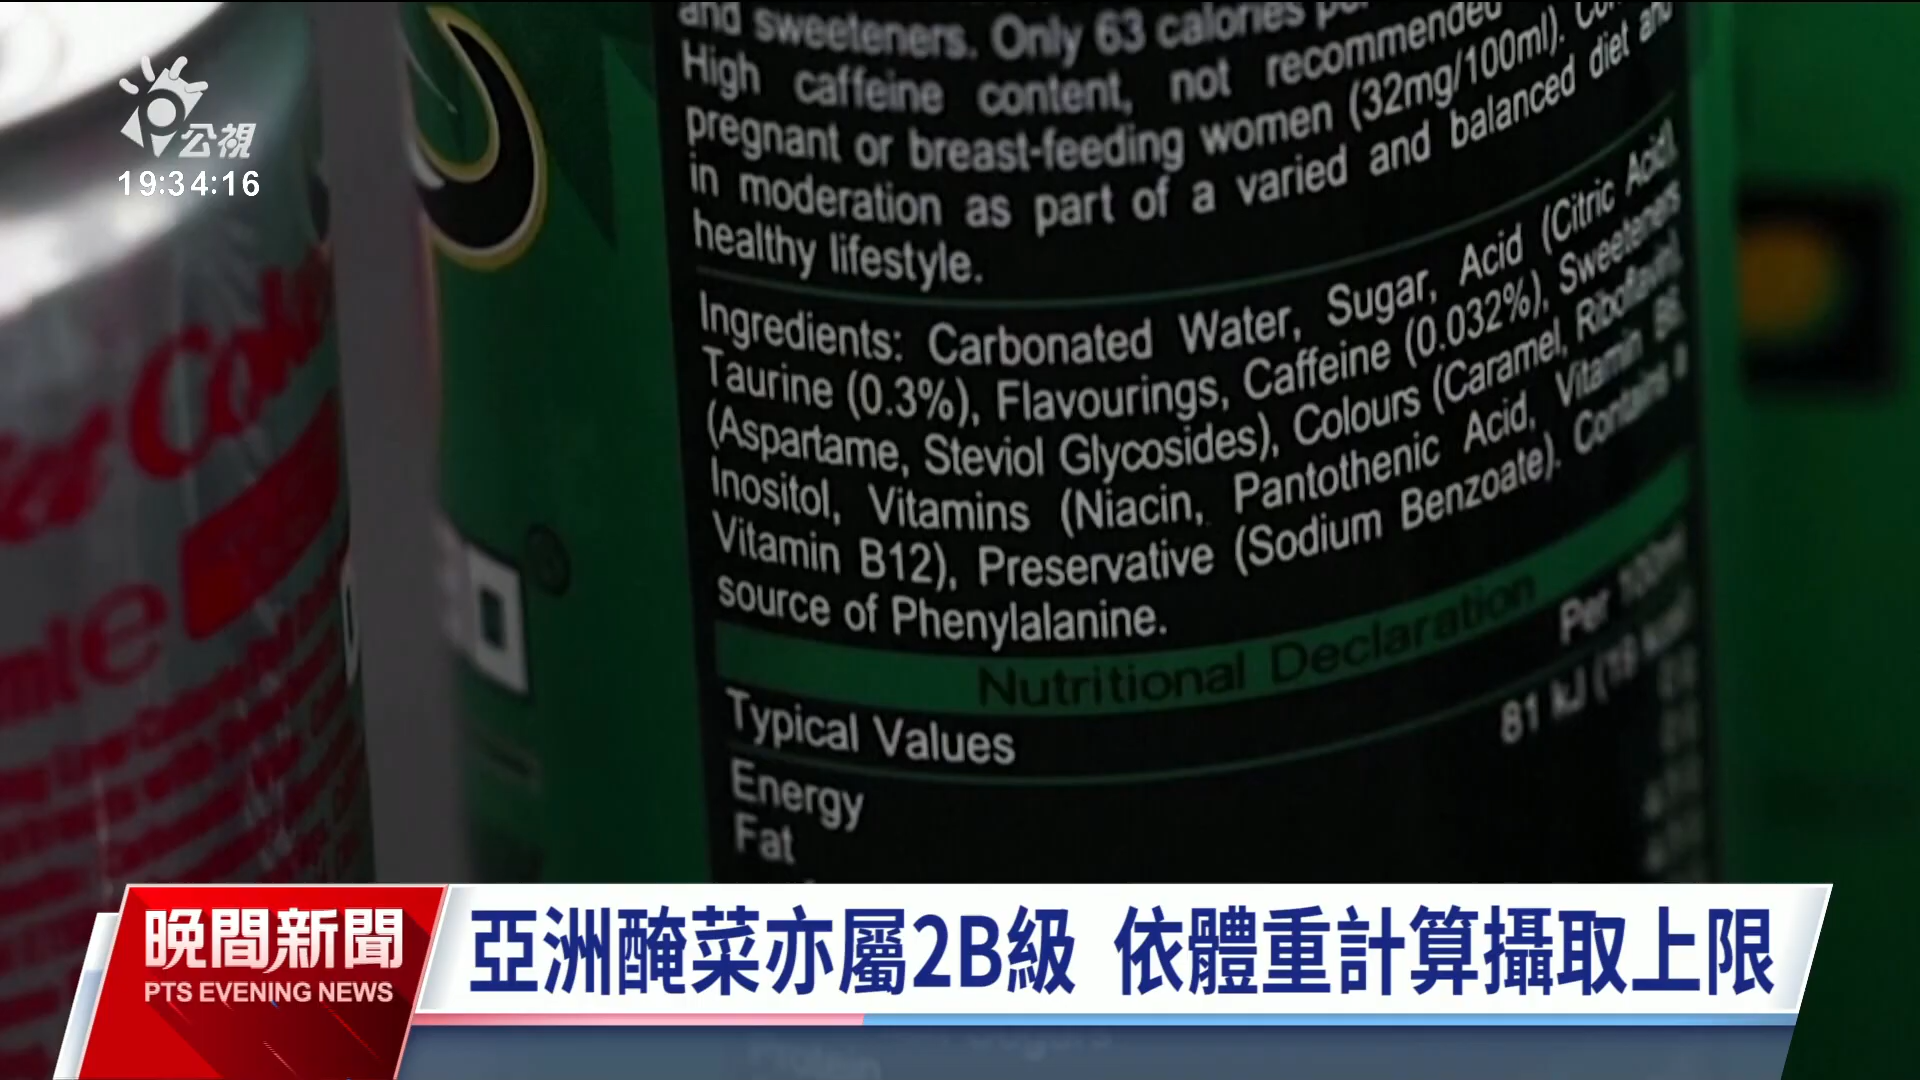 公視
19:34:16
and sweeteners. Only 63 calories
High caffeine content, not recommended
pregnant or breast-feeding women (32mg/100ml).
in moderation as part of a varied and balanced diet and
healthy lifestyle.
Ingredients: Carbonated Water, Sugar, Acid (Citric Acid),
Taurine (0.3%), Flavourings, Caffeine (0.032%), Sweeteners
(Aspartame, Steviol Glycosides), Colours (Caramel, Riboflavin),
Inositol, Vitamins (Niacin, Pantothenic Acid, Vitamin B6,
Vitamin B12), Preservative (Sodium Benzoate). Contains a
source of Phenylalanine.
Nutritional Declaration
Typical Values Per 100ml
Energy 81 kJ
Fat
晚間新聞
PTS EVENING NEWS
亞洲醃菜亦屬2B級 依體重計算攝取上限